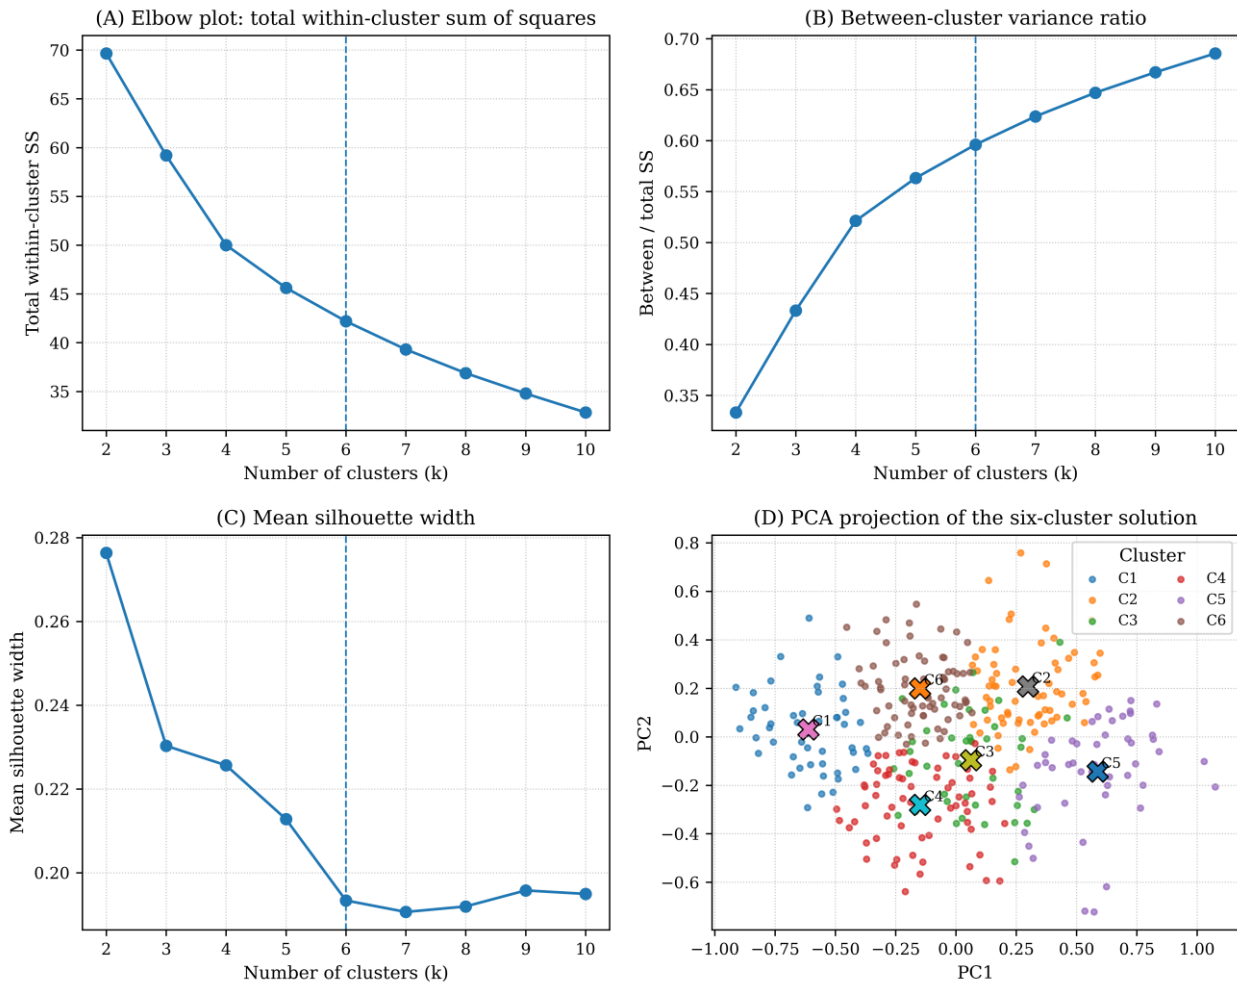 (A) Elbow plot: total within-cluster sum of squares
Total within-cluster SS
70
65
60
55
50
45
40
35
2 3 4 5 6 7 8 9 10
Number of clusters (k)
(B) Between-cluster variance ratio
Between / total SS
0.70
0.65
0.60
0.55
0.50
0.45
0.40
0.35
2 3 4 5 6 7 8 9 10
Number of clusters (k)
(C) Mean silhouette width
Mean silhouette width
0.28
0.26
0.24
0.22
0.20
2 3 4 5 6 7 8 9 10
Number of clusters (k)
(D) PCA projection of the six-cluster solution
PC2
0.8
0.6
0.4
0.2
0.0
−0.2
−0.4
−0.6
Cluster
C1 C4
C2 C5
C3 C6
C6
C2
C1
C3
C5
C4
−1.00 −0.75 −0.50 −0.25 0.00 0.25 0.50 0.75 1.00
PC1